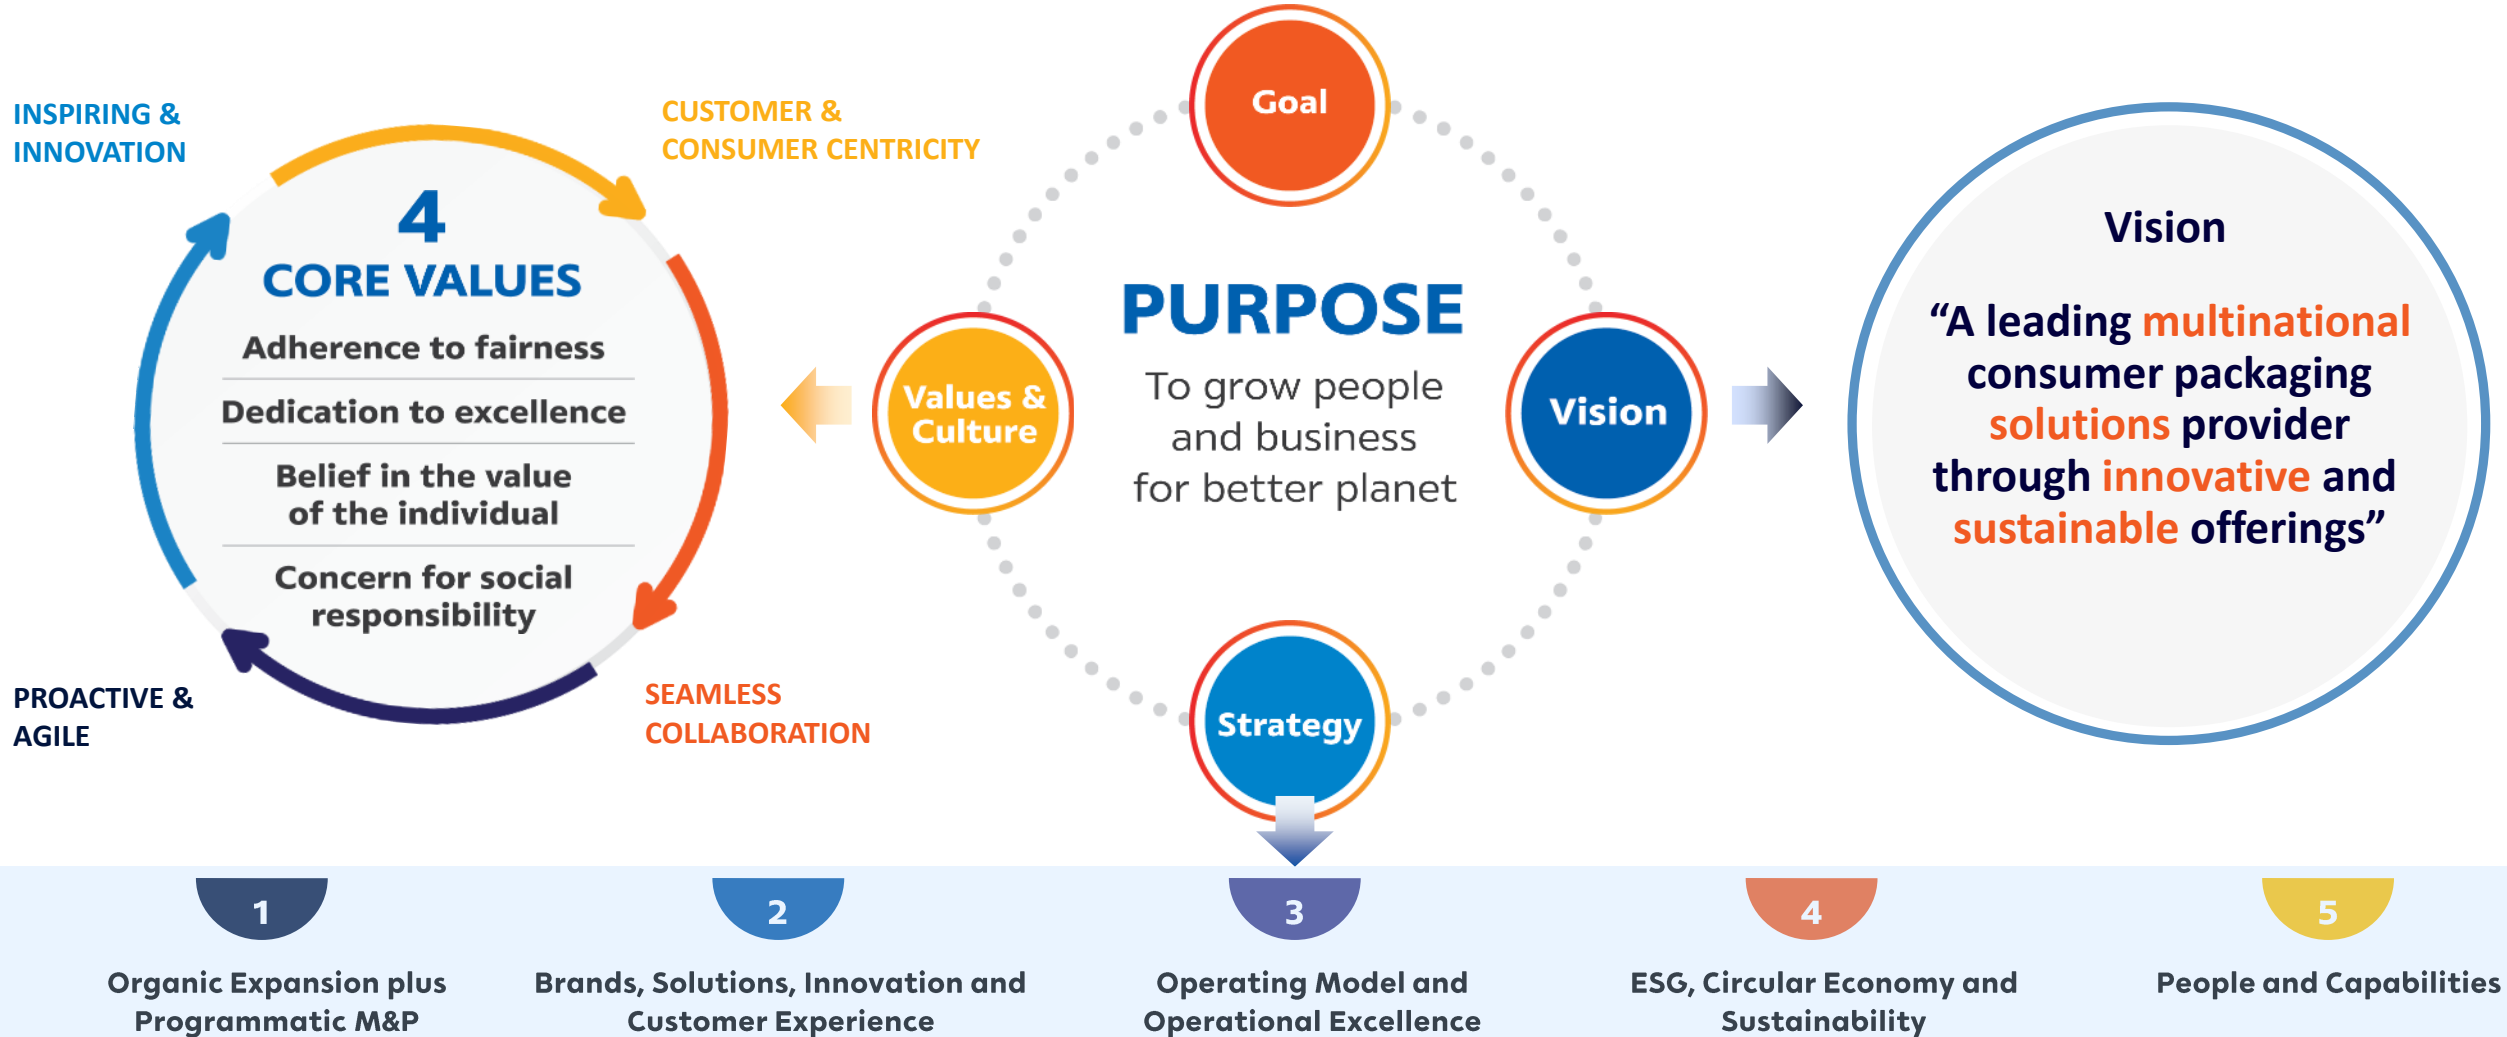 INSPIRING &
INNOVATION
CUSTOMER &
CONSUMER CENTRICITY
4
CORE VALUES
Adherence to fairness
Dedication to excellence
Belief in the value
of the individual
Concern for social
responsibility
PROACTIVE &
AGILE
SEAMLESS
COLLABORATION
Goal
PURPOSE
To grow people
and business
for better planet
Values &
Culture
Vision
Strategy
Vision
“A leading multinational
consumer packaging
solutions provider
through innovative and
sustainable offerings”
1
Organic Expansion plus
Programmatic M&P
2
Brands, Solutions, Innovation and
Customer Experience
3
Operating Model and
Operational Excellence
4
ESG, Circular Economy and
Sustainability
5
People and Capabilities